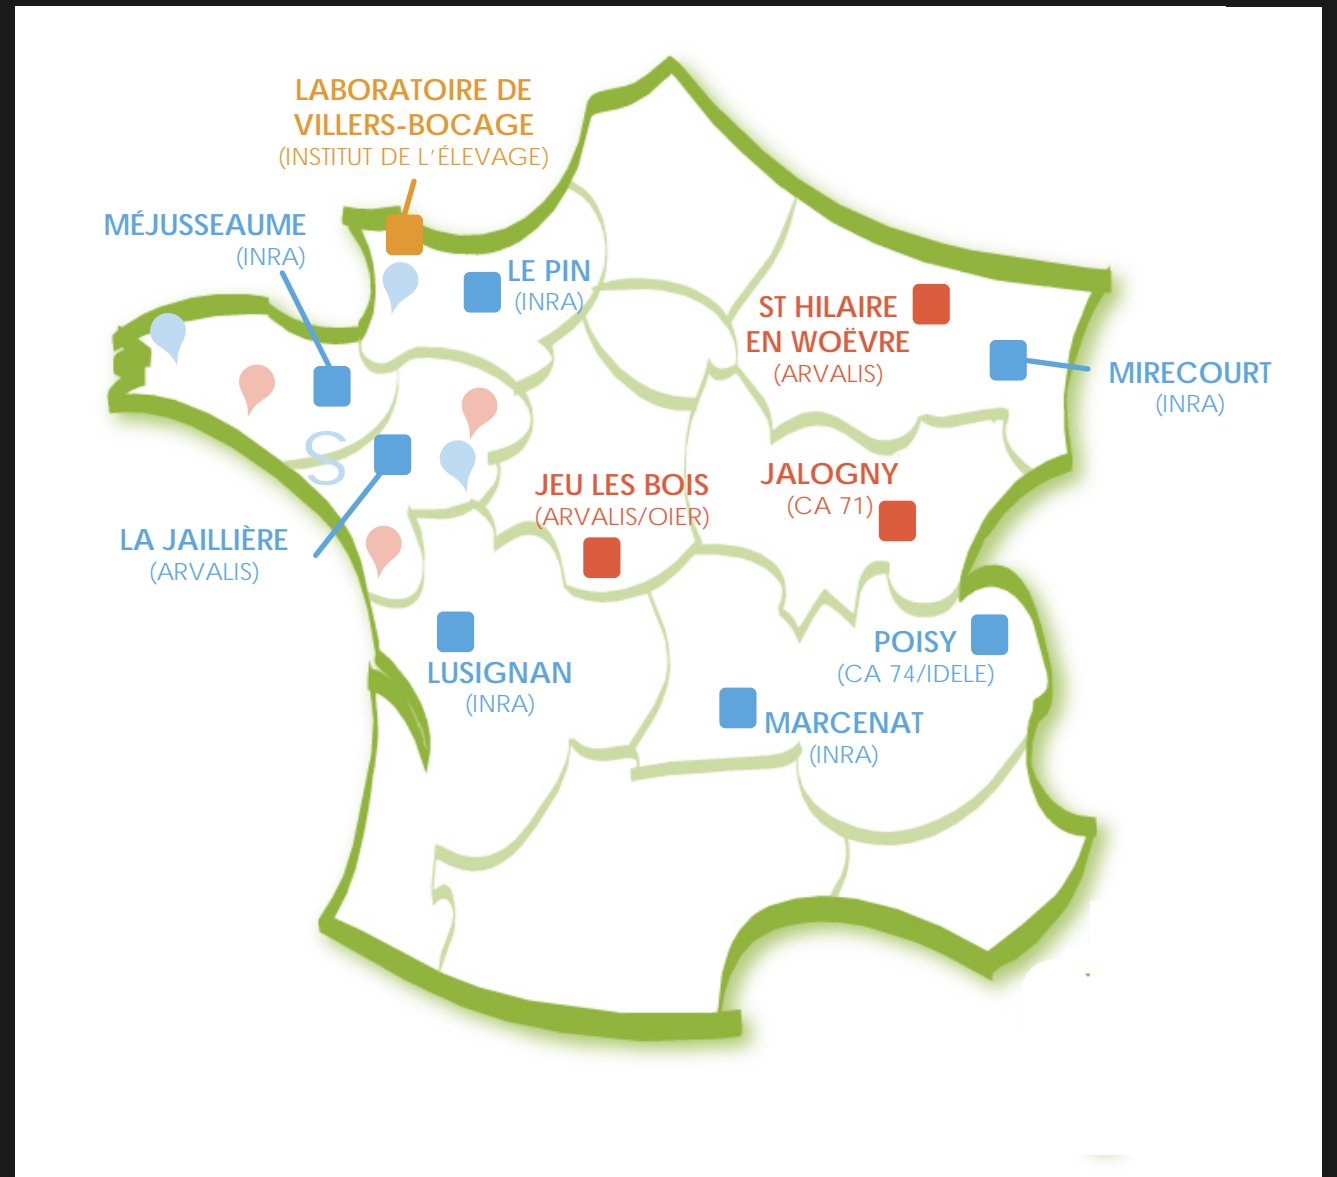 LABORATOIRE DE
VILLERS-BOCAGE
(INSTITUT DE L'ÉLEVAGE)
MÉJUSSEAUME
(INRA)
LE PIN
(INRA)
ST HILAIRE
EN WOËVRE
(ARVALIS)
MIRECOURT
(INRA)
S
JEU LES BOIS
(ARVALIS/OIER)
JALOGNY
(CA 71)
LA JAILLIÈRE
(ARVALIS)
LUSIGNAN
(INRA)
POISY
(CA 74/IDELE)
MARCENAT
(INRA)